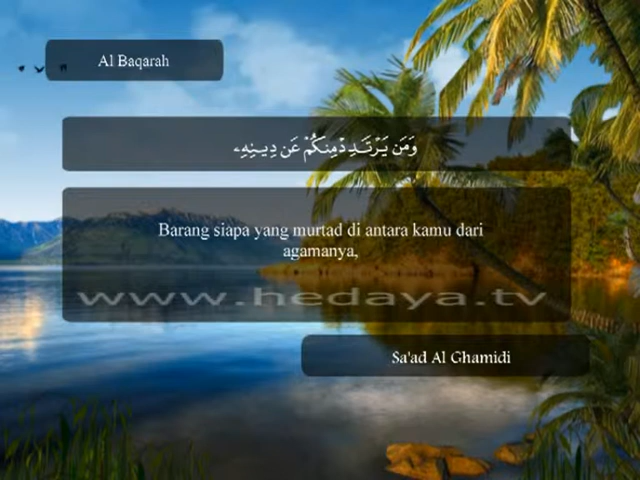 Al Baqarah
وَمَن يَرْتَدِدْ مِنكُمْ عَن دِينِهِۦ
Barang siapa yang murtad di antara kamu dari
agamanya,
www.hedaya.tv
Sa'ad Al Ghamidi